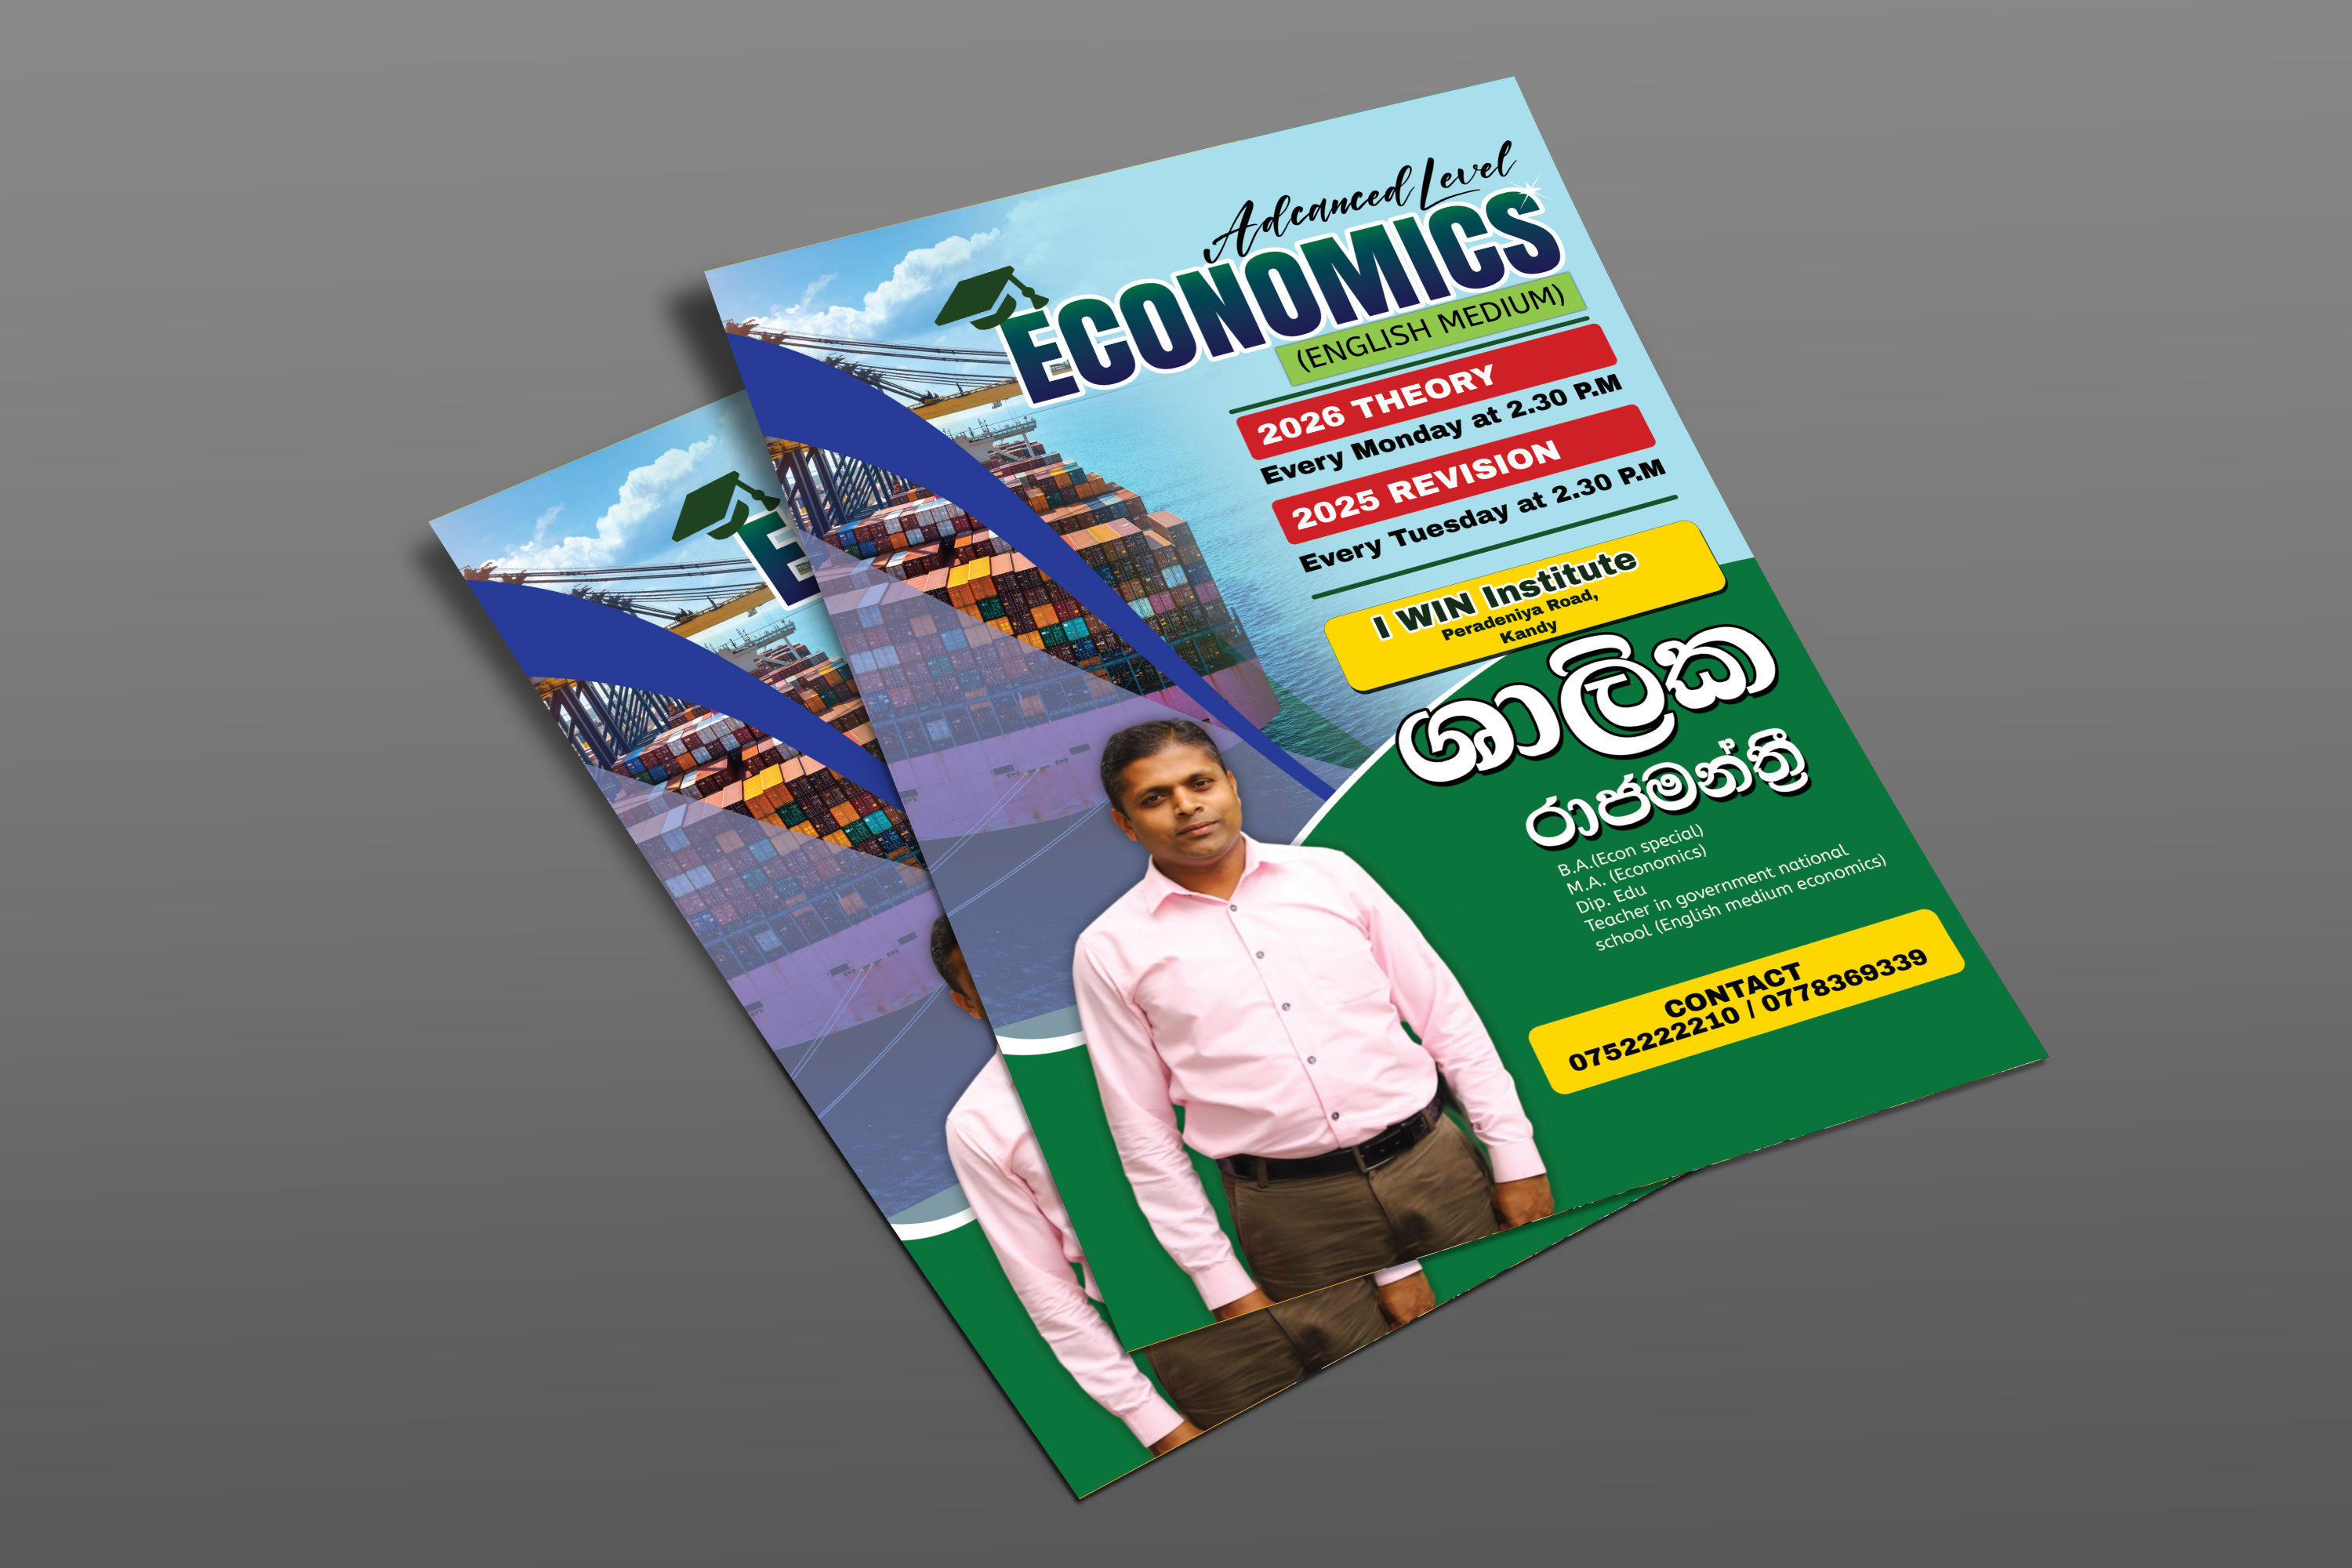 Adcanced Level
ECONOMICS
(ENGLISH MEDIUM)
2026 THEORY
Every Monday at 2.30 P.M
2025 REVISION
Every Tuesday at 2.30 P.M
I WIN Institute
Peradeniya Road,
Kandy
ශාලික
රාජමන්ත්‍රී
B.A.(Econ special)
M.A. (Economics)
Dip. Edu
Teacher in government national
school (English medium economics)
CONTACT
0752222210 / 0778369339
E